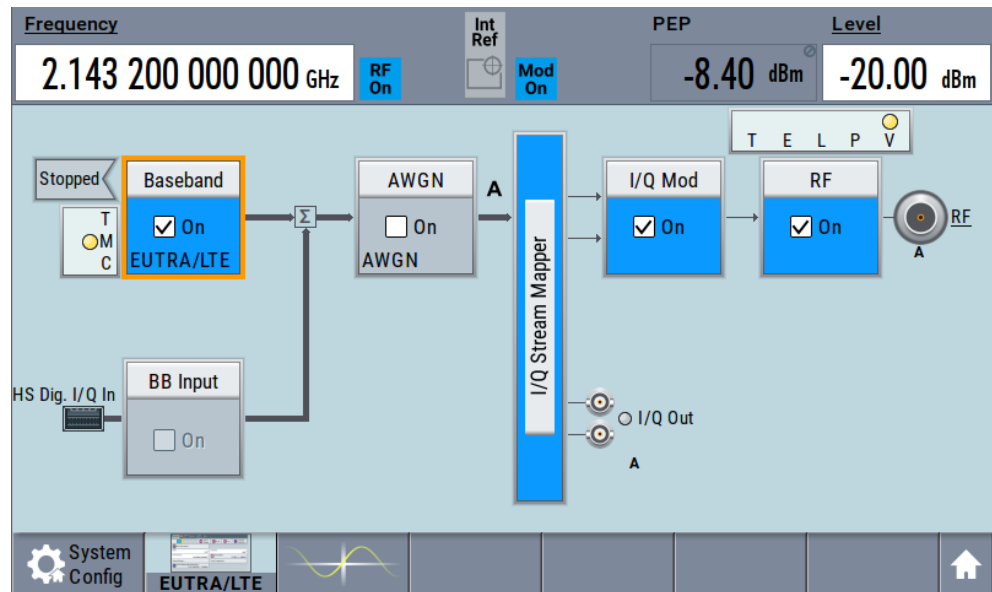 Frequency
Int
Ref
PEP
Level
2.143 200 000 000 GHz
RF
On
Mod
On
-8.40 dBm
-20.00 dBm
T E L P V
Stopped
Baseband
On
EUTRA/LTE
T
M
C
Σ
AWGN
On
AWGN
A
I/Q Stream Mapper
I/Q Mod
On
RF
On
RF
A
HS Dig. I/Q In
BB Input
On
I/Q Out
A
System
Config
EUTRA/LTE